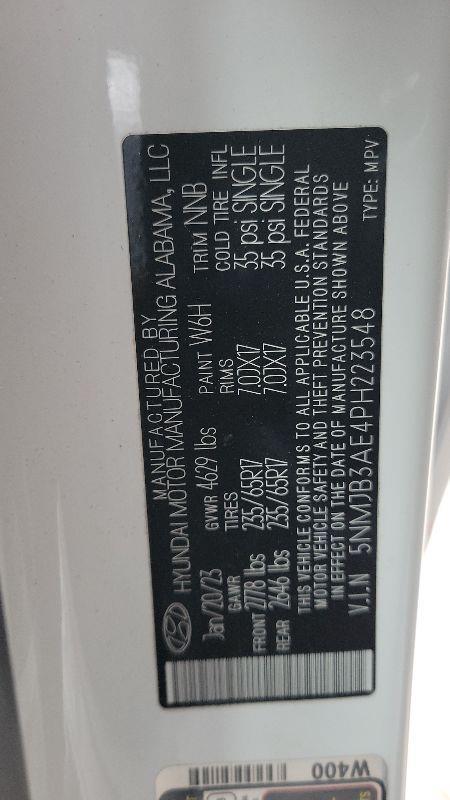 MANUFACTURED BY
HYUNDAI MOTOR MANUFACTURING ALABAMA, LLC
Jan/20/23 GVWR 4629 lbs PAINT W6H TRIM NNB
GAWR TIRES RIMS COLD TIRE INFL
FRONT 2778 lbs 235/65R17 7.0JX17 35 psi SINGLE
REAR 2646 lbs 235/65R17 7.0JX17 35 psi SINGLE
THIS VEHICLE CONFORMS TO ALL APPLICABLE U.S.A. FEDERAL
MOTOR VEHICLE SAFETY AND THEFT PREVENTION STANDARDS
IN EFFECT ON THE DATE OF MANUFACTURE SHOWN ABOVE
V.I.N 5NMJB3AE4PH223548 TYPE: MPV
W400